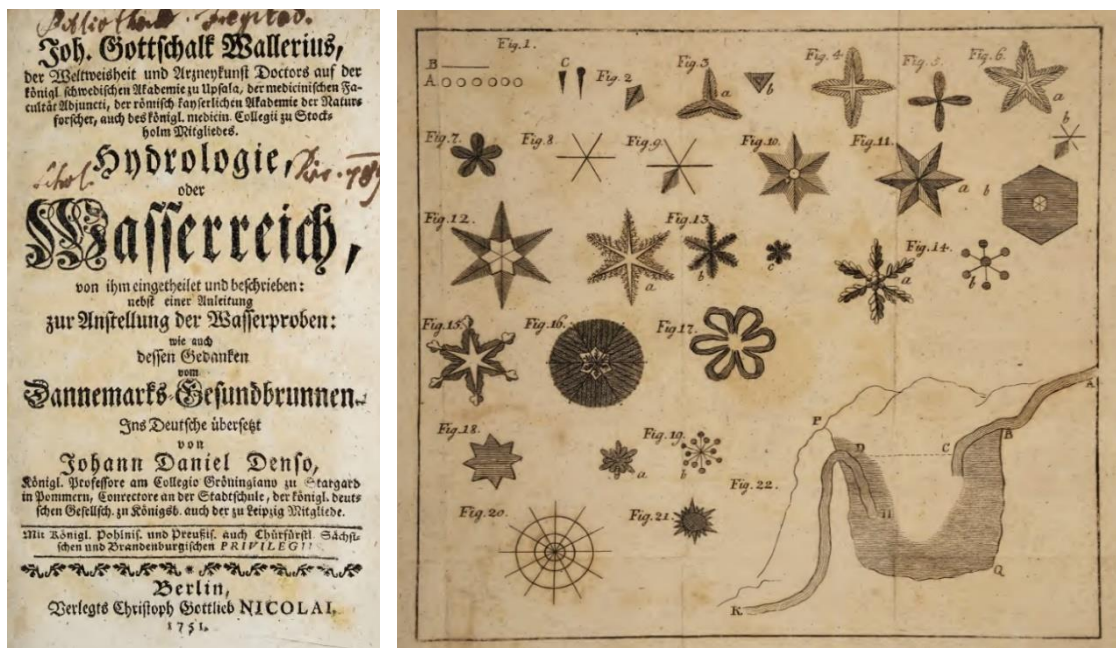 Bibliothek
Joh. Gottschalk Wallerius,
der Weltweisheit und Arzneykunst Doctors auf der
königl. schwedischen Akademie zu Upsala, der medicinischen Fa-
cultät Adjuncti, der römisch kayserlichen Akademie der Natur-
forscher, auch des königl. medicin. Collegii zu Stock-
holm Mitgliedes.
Hydrologie,
oder
Wasserreich,
von ihm eingetheilet und beschrieben:
nebst einer Anleitung
zur Anstellung der Wasserproben:
wie auch
dessen Gedanken
vom
Dannemarks-Gesundbrunnen.
Ins Deutsche übersetzt
von
Johann Daniel Denso,
Königl. Professore am Collegio Gröningiano zu Stargard
in Pommern, Conrectore an der Stadtschule, der königl. deut-
schen Gesellsch. zu Königsb. auch der zu Leipzig Mitgliede.
Mit Königl. Pohlnis. und Preußis. auch Chürfürstl. Sächsi-
schen und Brandenburgischen PRIVILEGII
Berlin,
Verlegts Christoph Gottlieb NICOLAI,
1751.
Fig. 1.
B
A
C
Fig. 2
Fig. 3
a
b
Fig. 4.
Fig. 5.
Fig. 6.
a
b
Fig. 7.
Fig. 8
Fig. 9.
Fig. 10.
Fig. 11.
a
b
Fig. 12.
a
Fig. 13
b
c
a
Fig. 14.
b
Fig. 15.
Fig. 16.
Fig. 17.
Fig. 18.
a
Fig. 19.
b
Fig. 20.
Fig. 21.
Fig. 22.
A
P
D
C
B
H
Q
K